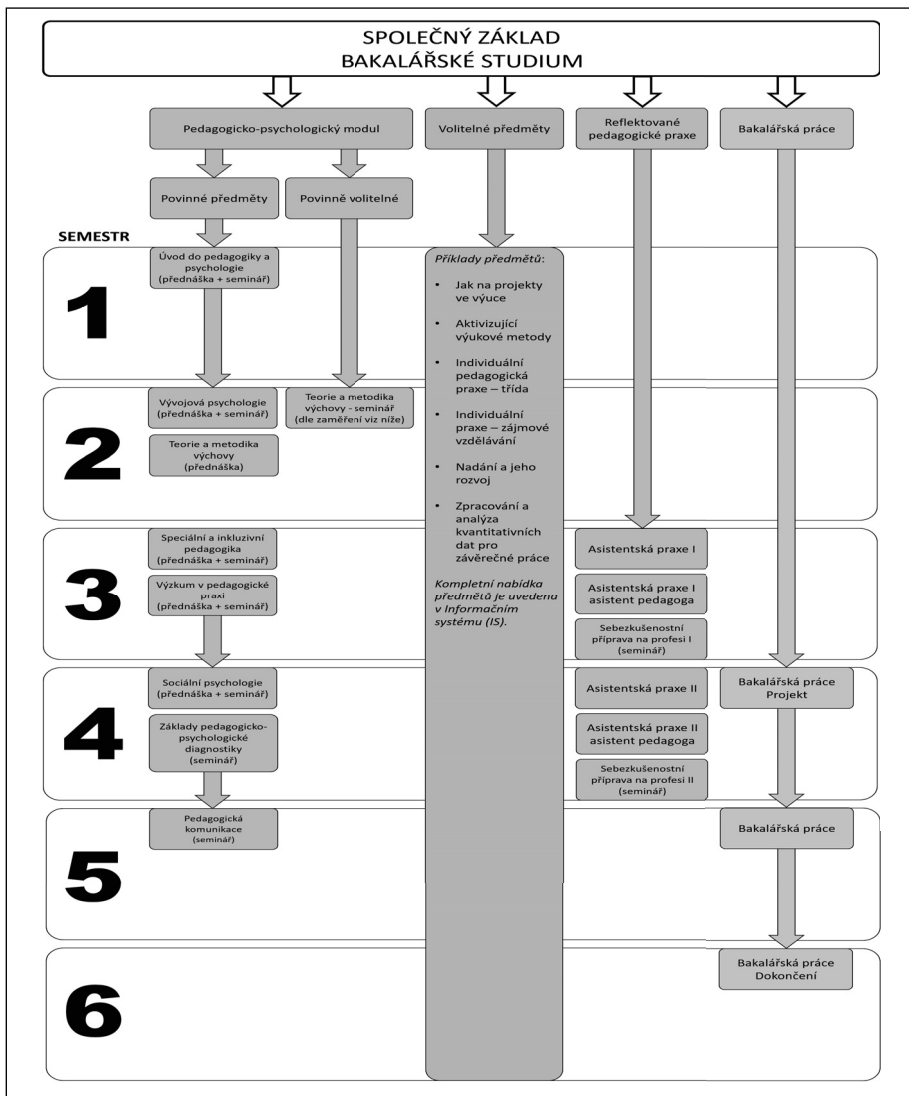 SPOLEČNÝ ZÁKLAD
BAKALÁŘSKÉ STUDIUM
Pedagogicko-psychologický modul
Volitelné předměty
Reflektované
pedagogické praxe
Bakalářská práce
Povinné předměty
Povinně volitelné
SEMESTR
1
Úvod do pedagogiky a
psychologie
(přednáška + seminář)
Příklady předmětů:
• Jak na projekty
ve výuce
• Aktivizující
výukové metody
• Individuální
pedagogická
praxe – třída
• Individuální
praxe – zájmové
vzdělávání
• Nadání a jeho
rozvoj
• Zpracování a
analýza
kvantitativních
dat pro
závěrečné práce
Kompletní nabídka
předmětů je uvedena
v Informačním
systému (IS).
2
Vývojová psychologie
(přednáška + seminář)
Teorie a metodika
výchovy - seminář
(dle zaměření viz níže)
Teorie a metodika
výchovy
(přednáška)
3
Speciální a inkluzivní
pedagogika
(přednáška + seminář)
Výzkum v pedagogické
praxi
(přednáška + seminář)
Asistentská praxe I
Asistentská praxe I
asistent pedagoga
Sebezkušenostní
příprava na profesi I
(seminář)
4
Sociální psychologie
(přednáška + seminář)
Základy pedagogicko-
psychologické
diagnostiky
(seminář)
Asistentská praxe II
Asistentská praxe II
asistent pedagoga
Sebezkušenostní
příprava na profesi II
(seminář)
Bakalářská práce
Projekt
5
Pedagogická
komunikace
(seminář)
Bakalářská práce
6
Bakalářská práce
Dokončení